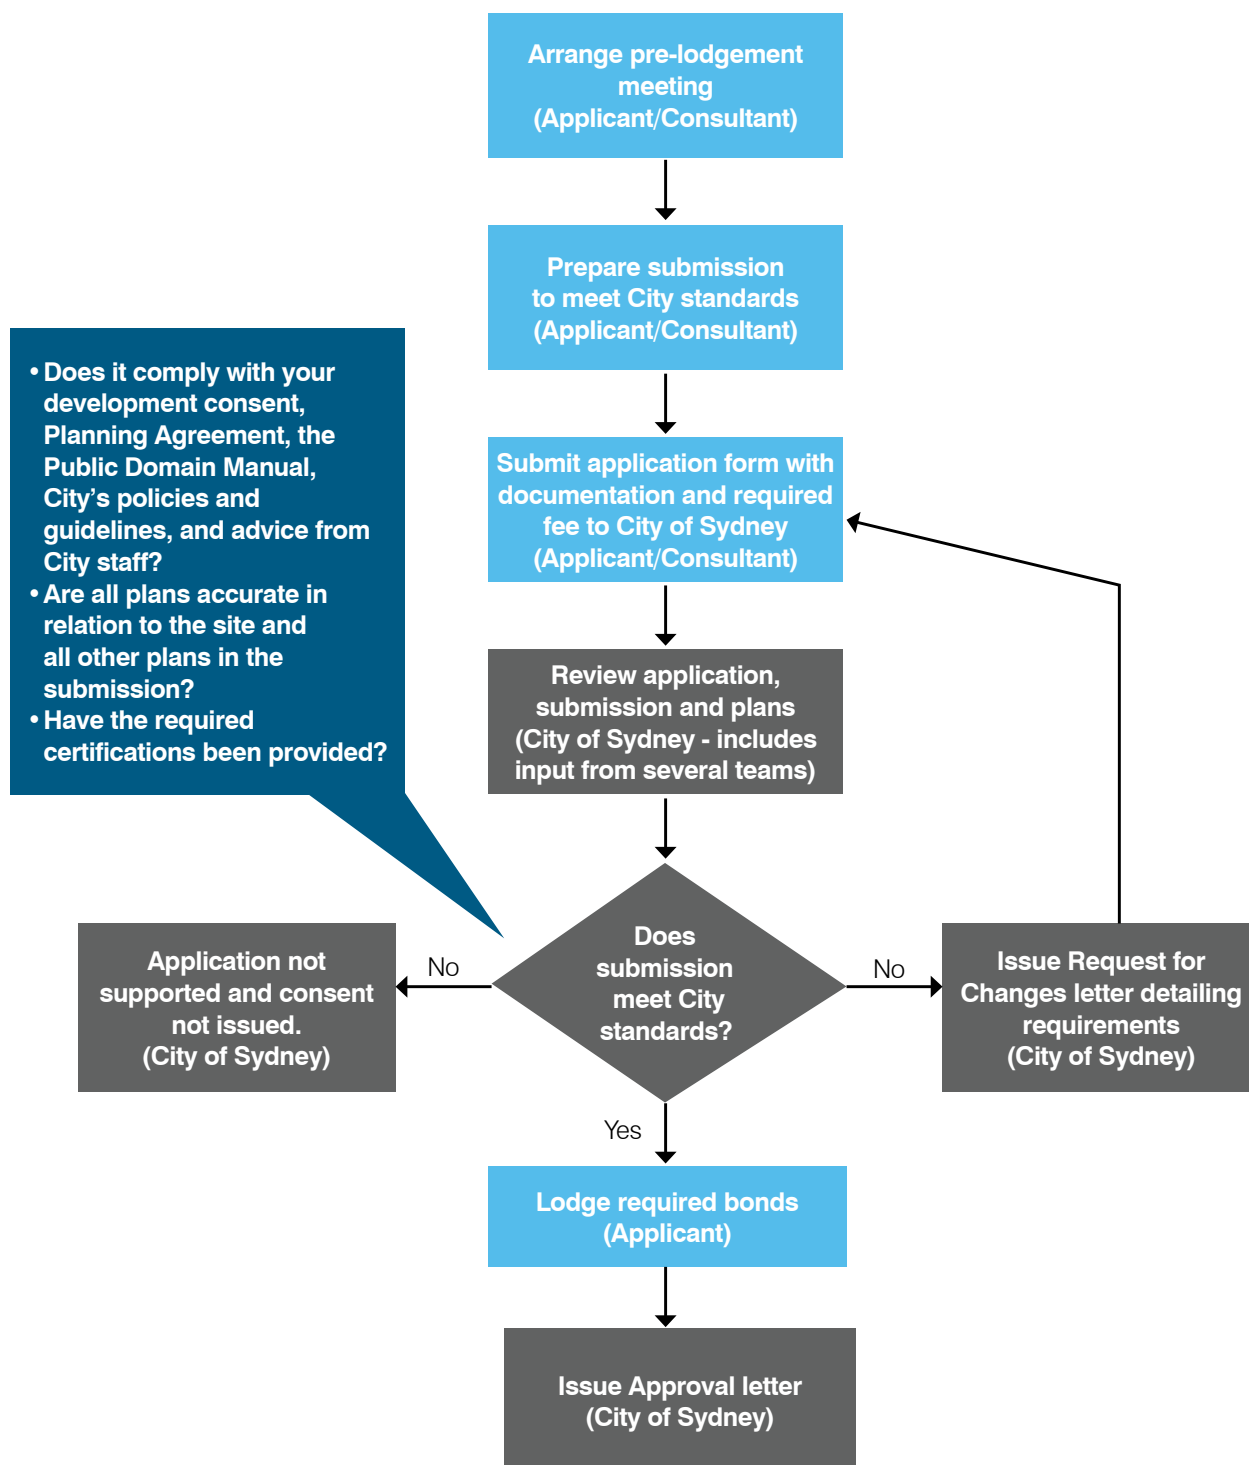 Arrange pre-lodgement
meeting
(Applicant/Consultant)
Prepare submission
to meet City standards
(Applicant/Consultant)
• Does it comply with your
development consent,
Planning Agreement, the
Public Domain Manual,
City’s policies and
guidelines, and advice from
City staff?
• Are all plans accurate in
relation to the site and
all other plans in the
submission?
• Have the required
certifications been provided?
Submit application form with
documentation and required
fee to City of Sydney
(Applicant/Consultant)
Review application,
submission and plans
(City of Sydney - includes
input from several teams)
Does
submission
meet City
standards?
No
Application not
supported and consent
not issued.
(City of Sydney)
No
Issue Request for
Changes letter detailing
requirements
(City of Sydney)
Yes
Lodge required bonds
(Applicant)
Issue Approval letter
(City of Sydney)